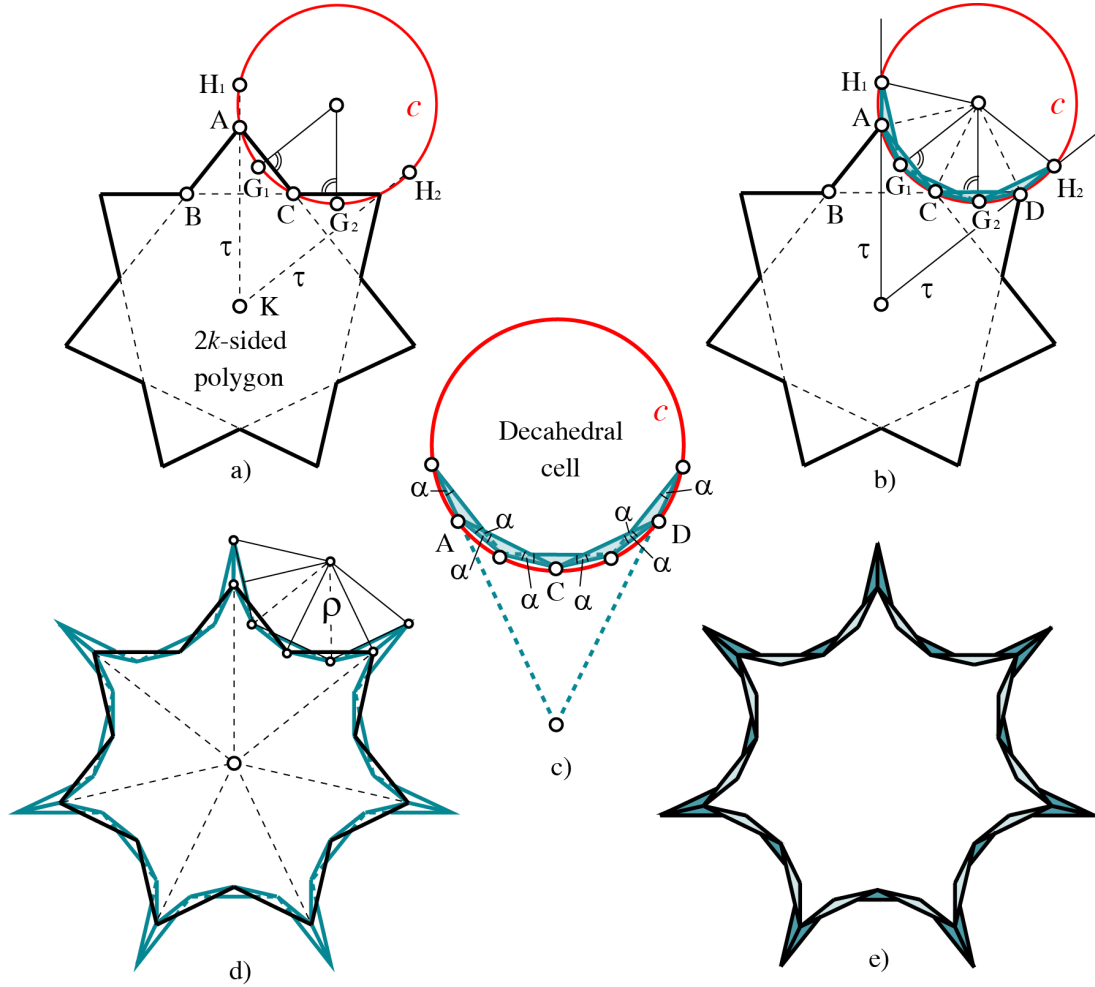 H1
A
G1
B
C
G2
H2
c
τ
τ
K
2k-sided
polygon
a)
H1
A
G1
B
C
G2
D
H2
c
τ
τ
b)
Decahedral
cell
c
α
α
α
α
α
α
α
α
A
C
D
c)
ρ
d)
e)